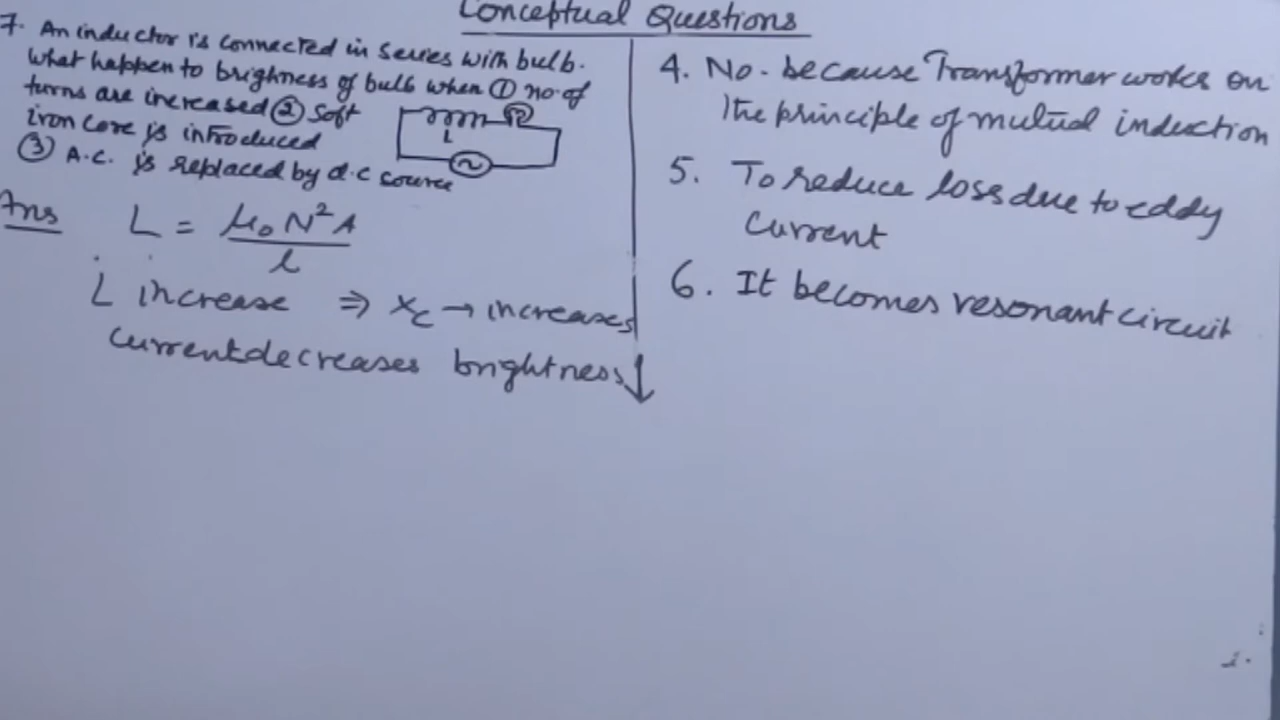 Conceptual Questions
7. An inductor is connected in series with bulb.
what happen to brightness of bulb when ① no. of
turns are increased ② Soft
iron core is introduced
③ A.C. is replaced by d.c source
L
Ans L = μ₀N²A
l
L increase ⇒ Xc → increases
current decreases brightness ↓
4. No. because Transformer works on
the principle of mutual induction
5. To reduce loss due to eddy
current
6. It becomes resonant circuit